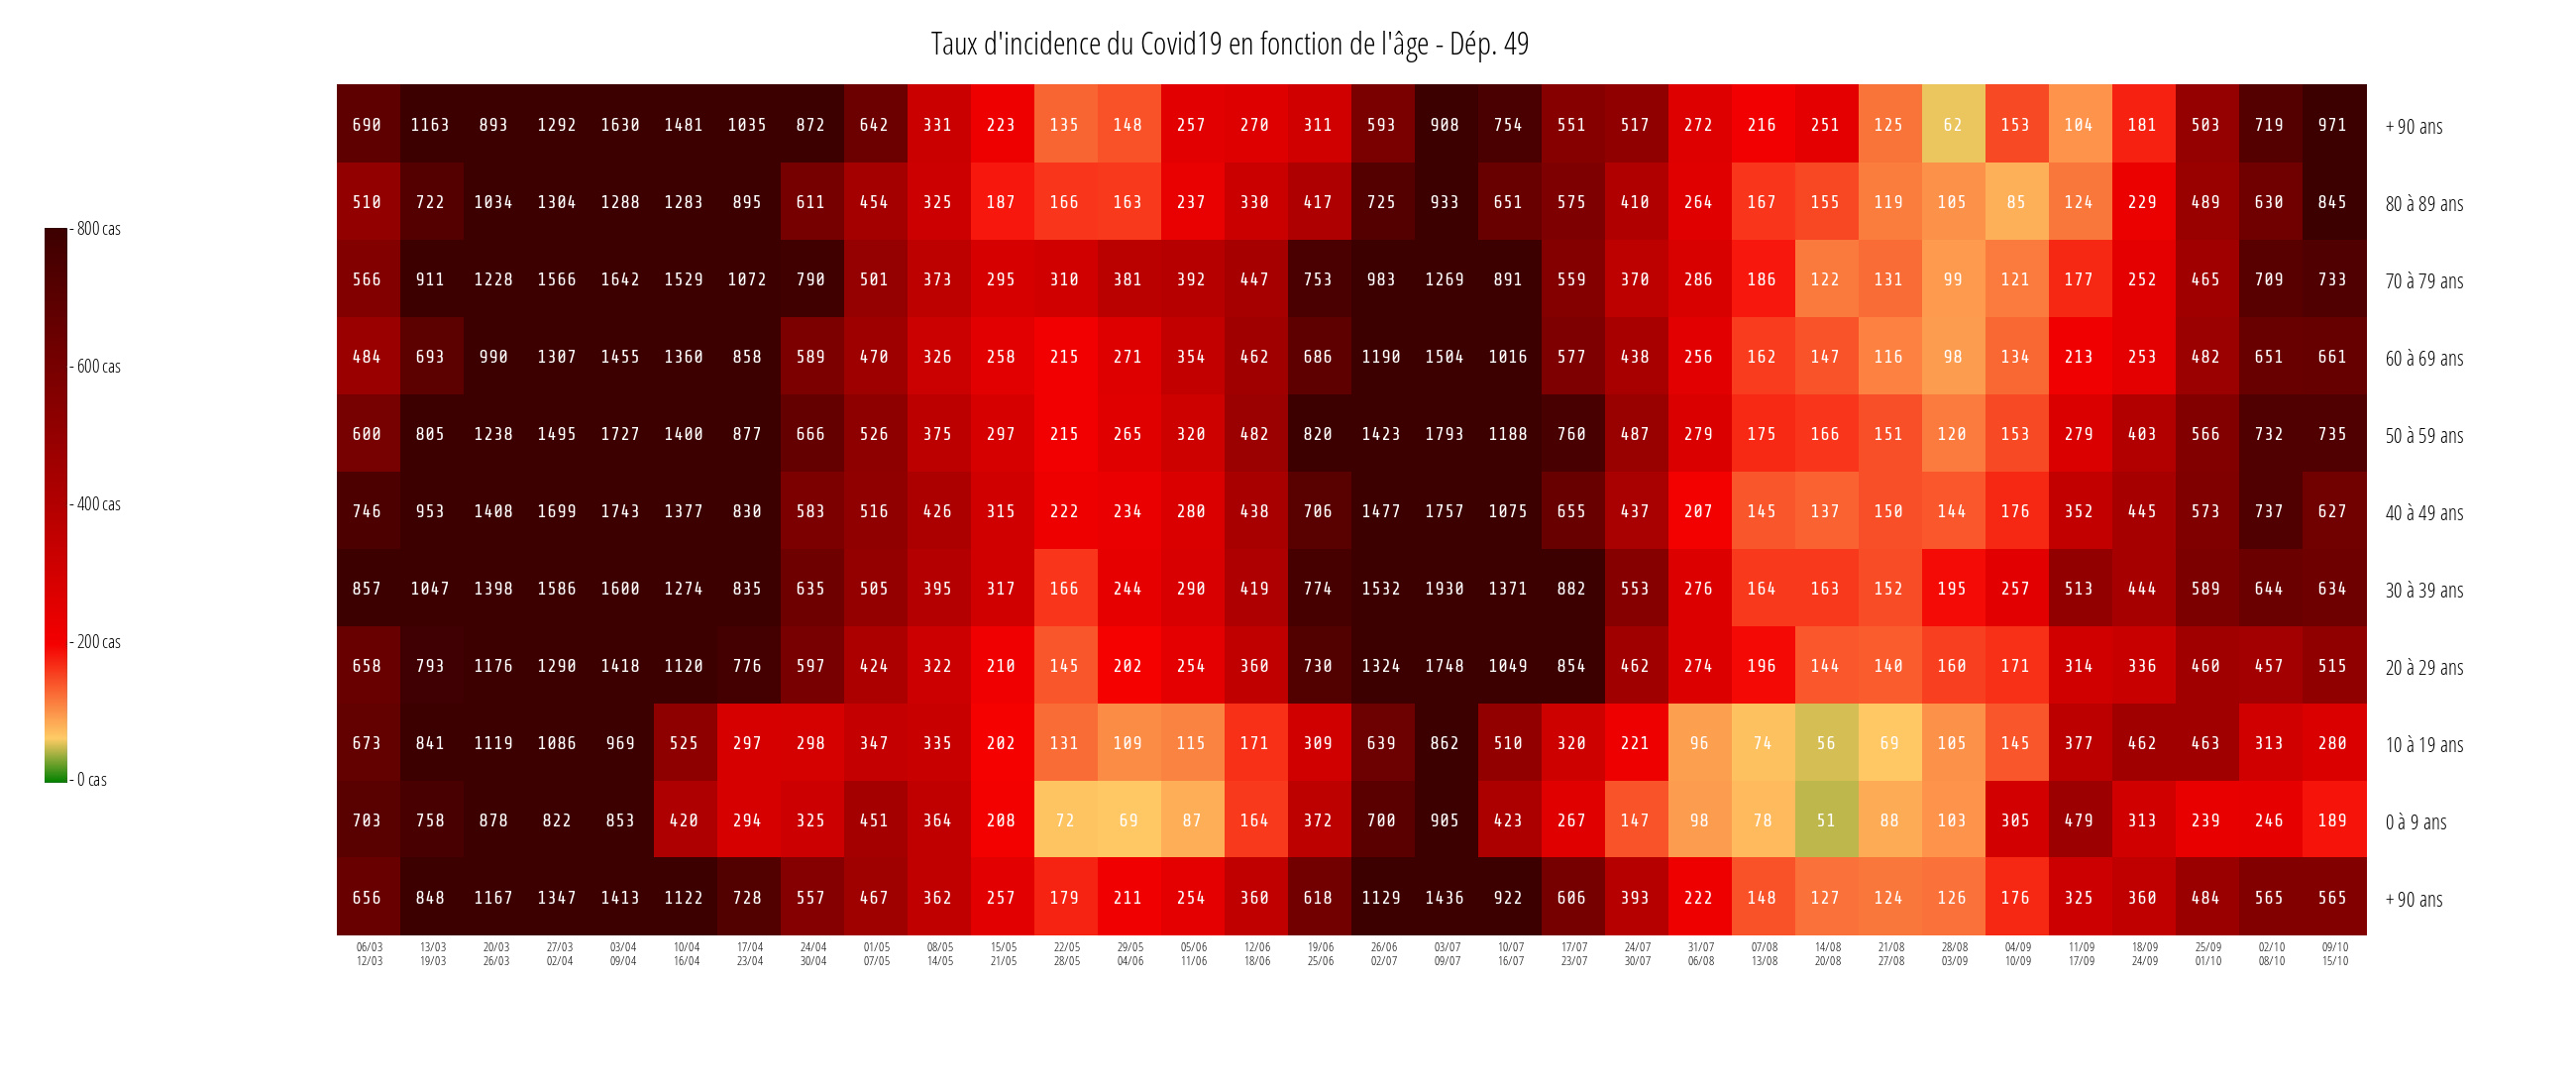 Taux d'incidence du Covid19 en fonction de l'âge - Dép. 49
690 1163 893 1292 1630 1481 1035 872 642 331 223 135 148 257 270 311 593 908 754 551 517 272 216 251 125 62 153 104 181 503 719 971 + 90 ans
510 722 1034 1304 1288 1283 895 611 454 325 187 166 163 237 330 417 725 933 651 575 410 264 167 155 119 105 85 124 229 489 630 845 80 à 89 ans
- 800 cas
566 911 1228 1566 1642 1529 1072 790 501 373 295 310 381 392 447 753 983 1269 891 559 370 286 186 122 131 99 121 177 252 465 709 733 70 à 79 ans
484 693 990 1307 1455 1360 858 589 470 326 258 215 271 354 462 686 1190 1504 1016 577 438 256 162 147 116 98 134 213 253 482 651 661 60 à 69 ans
- 600 cas
600 805 1238 1495 1727 1400 877 666 526 375 297 215 265 320 482 820 1423 1793 1188 760 487 279 175 166 151 120 153 279 403 566 732 735 50 à 59 ans
- 400 cas
746 953 1408 1699 1743 1377 830 583 516 426 315 222 234 280 438 706 1477 1757 1075 655 437 207 145 137 150 144 176 352 445 573 737 627 40 à 49 ans
857 1047 1398 1586 1600 1274 835 635 505 395 317 166 244 290 419 774 1532 1930 1371 882 553 276 164 163 152 195 257 513 444 589 644 634 30 à 39 ans
- 200 cas
658 793 1176 1290 1418 1120 776 597 424 322 210 145 202 254 360 730 1324 1748 1049 854 462 274 196 144 140 160 171 314 336 460 457 515 20 à 29 ans
673 841 1119 1086 969 525 297 298 347 335 202 131 109 115 171 309 639 862 510 320 221 96 74 56 69 105 145 377 462 463 313 280 10 à 19 ans
- 0 cas
703 758 878 822 853 420 294 325 451 364 208 72 69 87 164 372 700 905 423 267 147 98 78 51 88 103 305 479 313 239 246 189 0 à 9 ans
656 848 1167 1347 1413 1122 728 557 467 362 257 179 211 254 360 618 1129 1436 922 606 393 222 148 127 124 126 176 325 360 484 565 565 + 90 ans
06/03 13/03 20/03 27/03 03/04 10/04 17/04 24/04 01/05 08/05 15/05 22/05 29/05 05/06 12/06 19/06 26/06 03/07 10/07 17/07 24/07 31/07 07/08 14/08 21/08 28/08 04/09 11/09 18/09 25/09 02/10 09/10
12/03 19/03 26/03 02/04 09/04 16/04 23/04 30/04 07/05 14/05 21/05 28/05 04/06 11/06 18/06 25/06 02/07 09/07 16/07 23/07 30/07 06/08 13/08 20/08 27/08 03/09 10/09 17/09 24/09 01/10 08/10 15/10